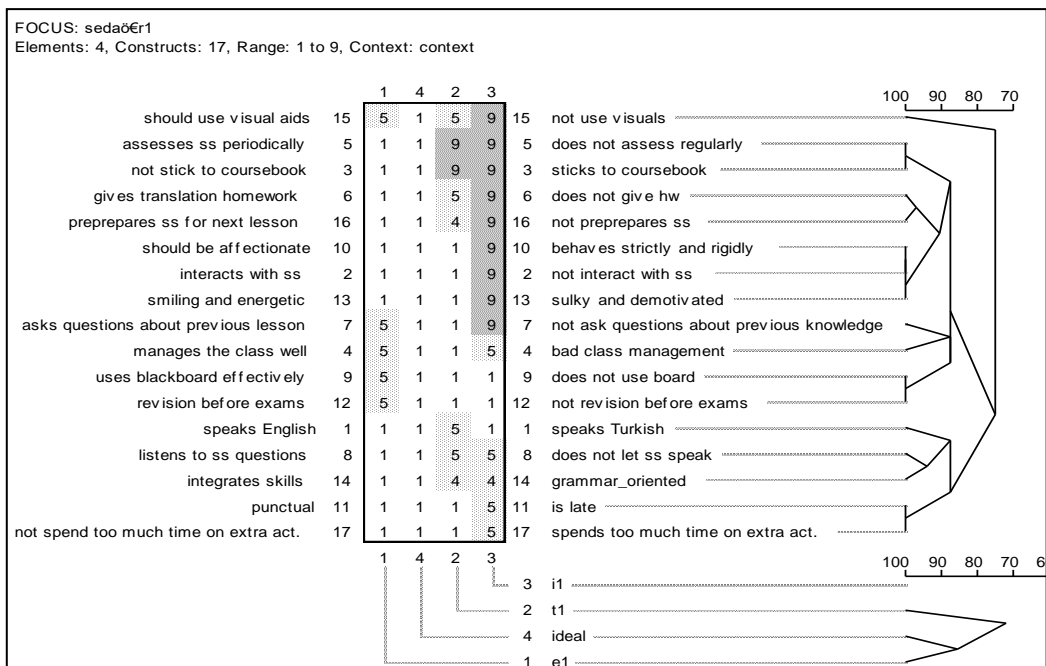 FOCUS: sedaö€r1
Elements: 4, Constructs: 17, Range: 1 to 9, Context: context
1 4 2 3
100 90 80 70
should use visual aids 15 5 1 5 9 15 not use visuals
assesses ss periodically 5 1 1 9 9 5 does not assess regularly
not stick to coursebook 3 1 1 9 9 3 sticks to coursebook
gives translation homework 6 1 1 5 9 6 does not give hw
preprepares ss for next lesson 16 1 1 4 9 16 not preprepares ss
should be affectionate 10 1 1 1 9 10 behaves strictly and rigidly
interacts with ss 2 1 1 1 9 2 not interact with ss
smiling and energetic 13 1 1 1 9 13 sulky and demotivated
asks questions about previous lesson 7 5 1 1 9 7 not ask questions about previous knowledge
manages the class well 4 5 1 1 5 4 bad class management
uses blackboard effectively 9 5 1 1 1 9 does not use board
revision before exams 12 5 1 1 1 12 not revision before exams
speaks English 1 1 1 5 1 1 speaks Turkish
listens to ss questions 8 1 1 5 5 8 does not let ss speak
integrates skills 14 1 1 4 4 14 grammar_oriented
punctual 11 1 1 1 5 11 is late
not spend too much time on extra act. 17 1 1 1 5 17 spends too much time on extra act.
1 4 2 3
100 90 80 70 6
3 i1
2 t1
4 ideal
1 e1